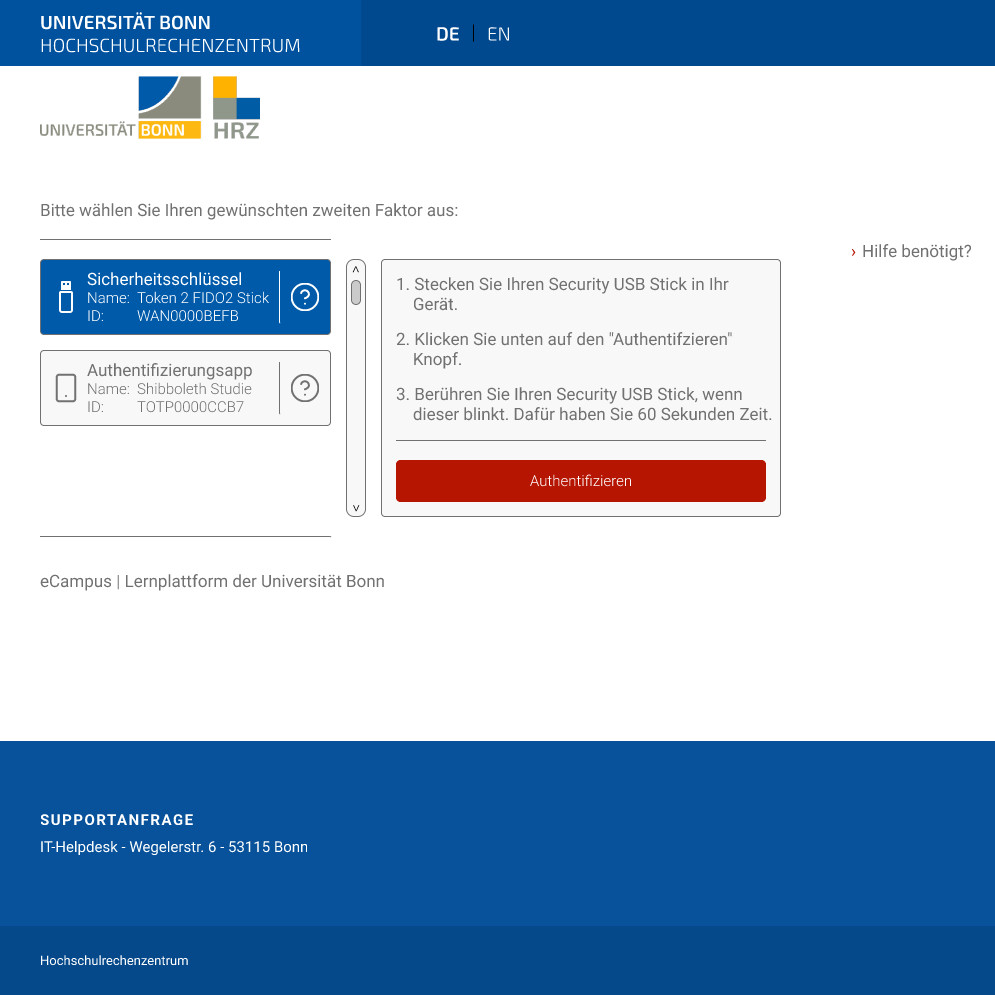 UNIVERSITÄT BONN
HOCHSCHULRECHENZENTRUM
DE | EN
UNIVERSITÄT BONN HRZ
Bitte wählen Sie Ihren gewünschten zweiten Faktor aus:
› Hilfe benötigt?
Sicherheitsschlüssel
Name: Token 2 FIDO2 Stick
ID: WAN0000BEFB
?
Authentifizierungsapp
Name: Shibboleth Studie
ID: TOTP0000CCB7
?
1. Stecken Sie Ihren Security USB Stick in Ihr
Gerät.
2. Klicken Sie unten auf den "Authentifzieren"
Knopf.
3. Berühren Sie Ihren Security USB Stick, wenn
dieser blinkt. Dafür haben Sie 60 Sekunden Zeit.
Authentifizieren
eCampus | Lernplattform der Universität Bonn
SUPPORTANFRAGE
IT-Helpdesk - Wegelerstr. 6 - 53115 Bonn
Hochschulrechenzentrum